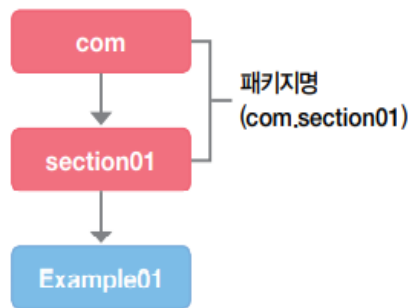 com
패키지명
(com.section01)
section01
Example01